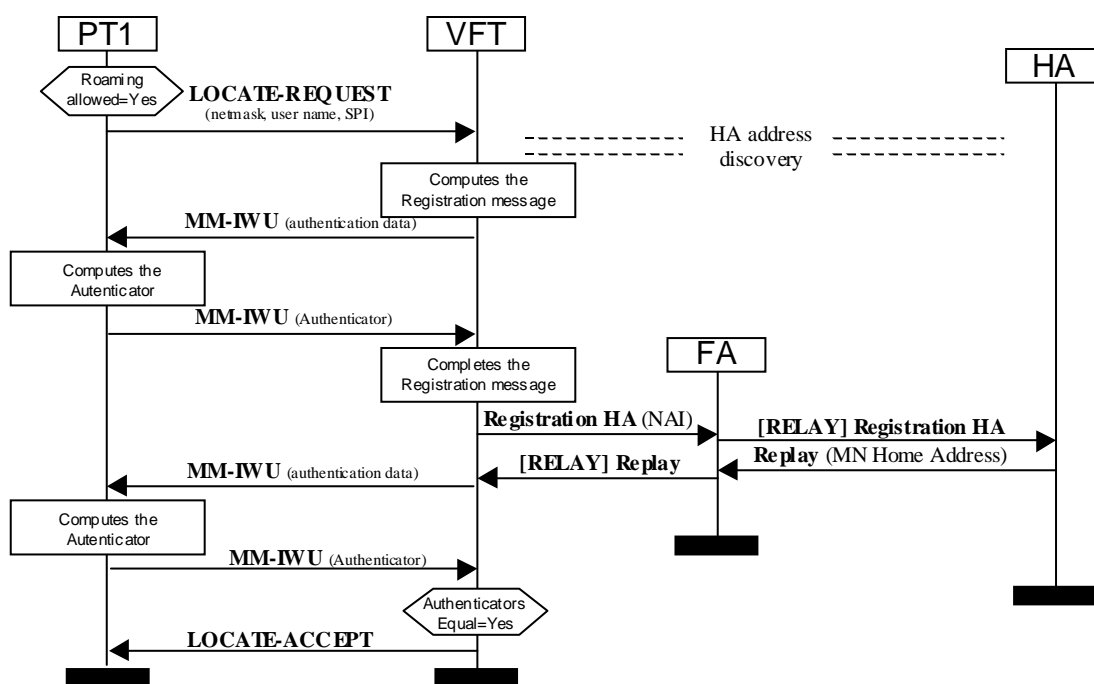 PT1
VFT
HA
Roaming
allowed=Yes
LOCATE-REQUEST
(netmask, user name, SPI)
HA address
discovery
Computes the
Registration message
MM-IWU (authentication data)
Computes the
Autenticator
MM-IWU (Authenticator)
FA
Completes the
Registration message
Registration HA (NAI)
[RELAY] Registration HA
[RELAY] Replay
Replay (MN Home Address)
MM-IWU (authentication data)
Computes the
Autenticator
MM-IWU (Authenticator)
Authenticators
Equal=Yes
LOCATE-ACCEPT